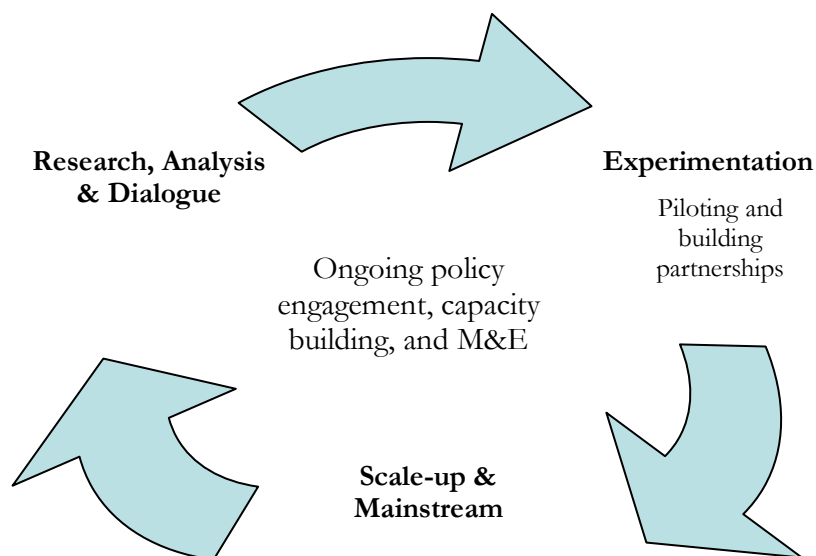 Research, Analysis
& Dialogue
Experimentation
Piloting and
building
partnerships
Ongoing policy
engagement, capacity
building, and M&E
Scale-up &
Mainstream